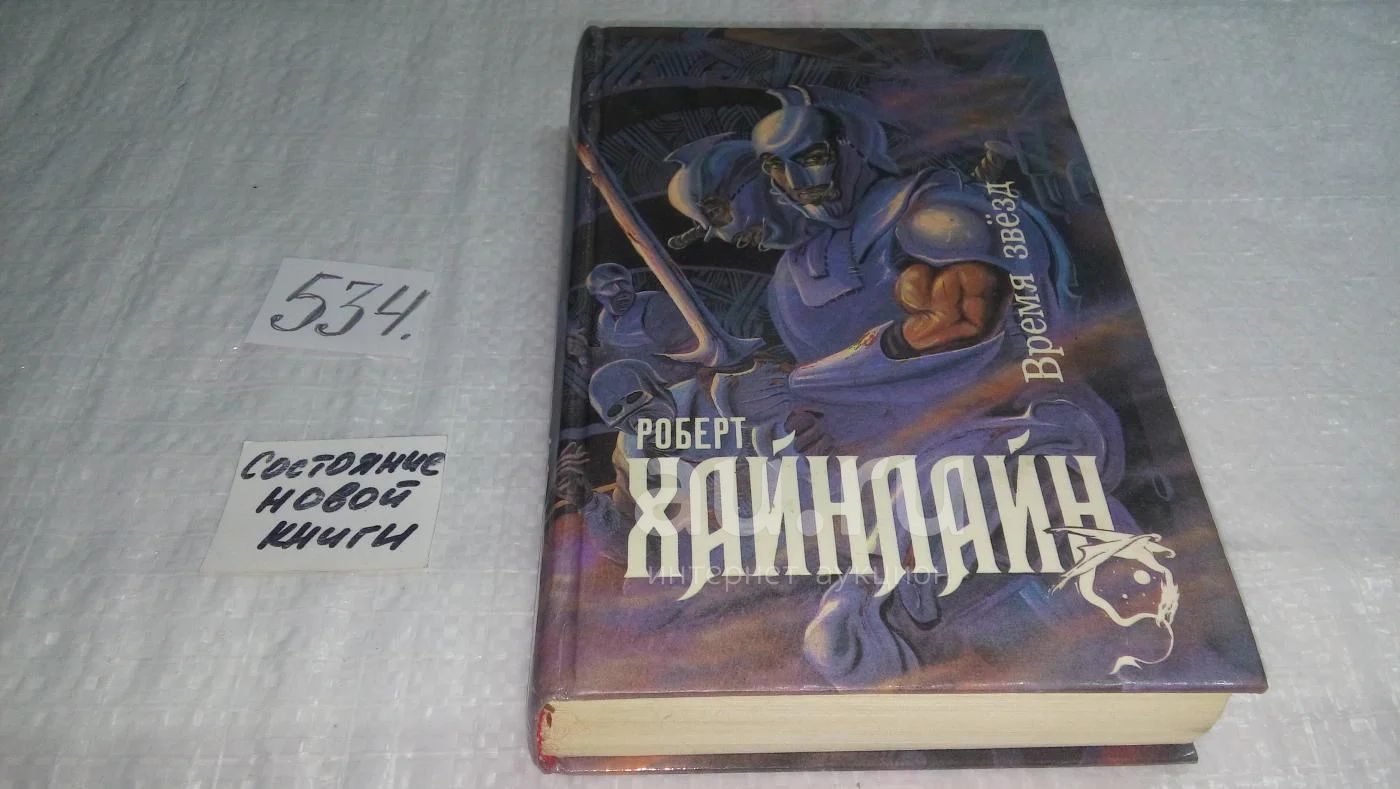 534.
Состояние
новой
книги
Время звёзд
РОБЕРТ
ХАЙНЛАЙН
интернет аукцион